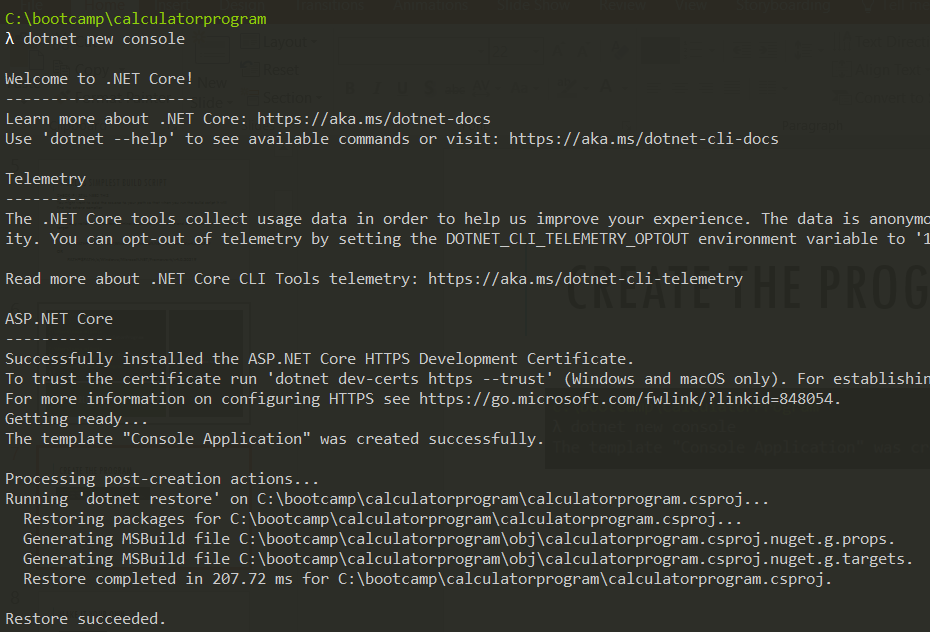 C:\bootcamp\calculatorprogram
λ dotnet new console
Welcome to .NET Core!
---------------------
Learn more about .NET Core: https://aka.ms/dotnet-docs
Use 'dotnet --help' to see available commands or visit: https://aka.ms/dotnet-cli-docs
Telemetry
---------
The .NET Core tools collect usage data in order to help us improve your experience. The data is anonymo
ity. You can opt-out of telemetry by setting the DOTNET_CLI_TELEMETRY_OPTOUT environment variable to '1
Read more about .NET Core CLI Tools telemetry: https://aka.ms/dotnet-cli-telemetry
CREATE THE PROG
ASP.NET Core
------------
Successfully installed the ASP.NET Core HTTPS Development Certificate.
To trust the certificate run 'dotnet dev-certs https --trust' (Windows and macOS only). For establishin
For more information on configuring HTTPS see https://go.microsoft.com/fwlink/?linkid=848054.
Getting ready...
The template "Console Application" was created successfully.
Processing post-creation actions...
Running 'dotnet restore' on C:\bootcamp\calculatorprogram\calculatorprogram.csproj...
Restoring packages for C:\bootcamp\calculatorprogram\calculatorprogram.csproj...
Generating MSBuild file C:\bootcamp\calculatorprogram\obj\calculatorprogram.csproj.nuget.g.props.
Generating MSBuild file C:\bootcamp\calculatorprogram\obj\calculatorprogram.csproj.nuget.g.targets.
Restore completed in 207.72 ms for C:\bootcamp\calculatorprogram\calculatorprogram.csproj.
Restore succeeded.